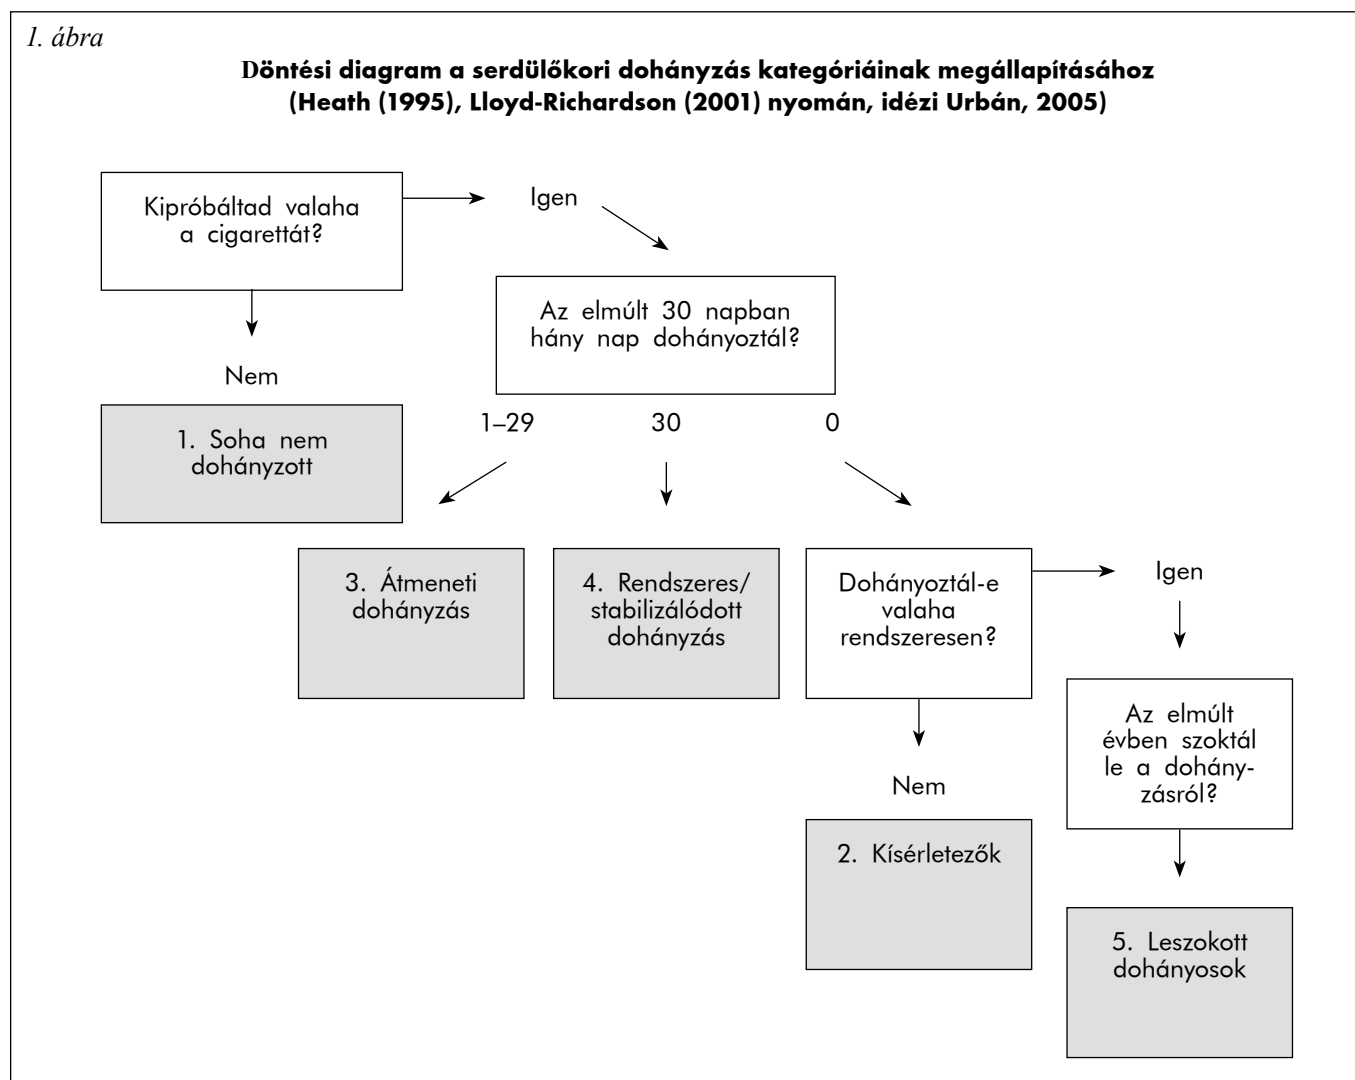 1. ábra
Döntési diagram a serdülőkori dohányzás kategóriáinak megállapításához
(Heath (1995), Lloyd-Richardson (2001) nyomán, idézi Urbán, 2005)
Kipróbáltad valaha
a cigarettát?
Igen
Az elmúlt 30 napban
hány nap dohányoztál?
Nem
1. Soha nem
dohányzott
1–29
30
0
3. Átmeneti
dohányzás
4. Rendszeres/
stabilizálódott
dohányzás
Dohányoztál-e
valaha
rendszeresen?
Igen
Az elmúlt
évben szoktál
le a dohány-
zásról?
Nem
2. Kísérletezők
5. Leszokott
dohányosok